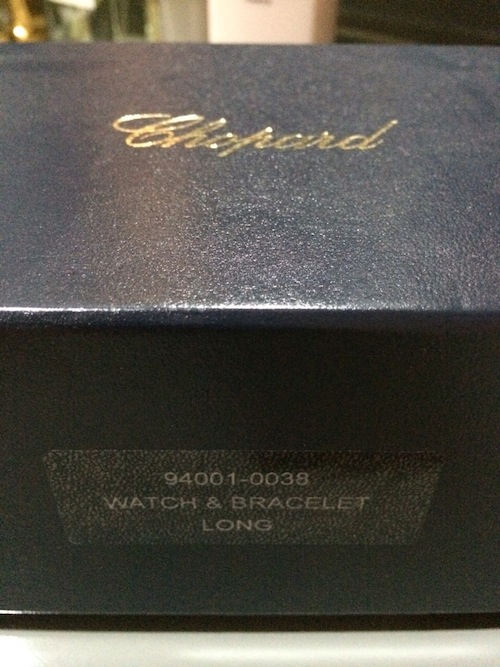 Chopard
94001-0038
WATCH & BRACELET
LONG